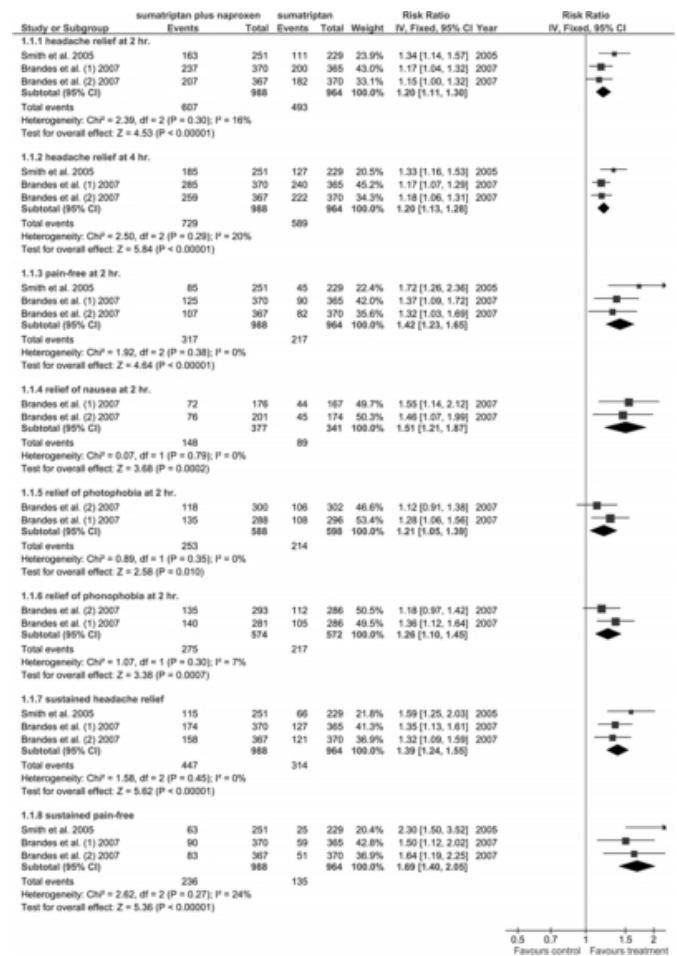 sumatriptan plus naproxen sumatriptan Risk Ratio Risk Ratio
Study or Subgroup Events Total Events Total Weight IV, Fixed, 95% CI Year IV, Fixed, 95% CI
1.1.1 headache relief at 2 hr.
Smith et al. 2005 163 251 111 229 23.9% 1.34 [1.14, 1.57] 2005
Brandes et al. (1) 2007 237 370 200 365 43.0% 1.17 [1.04, 1.32] 2007
Brandes et al. (2) 2007 207 367 182 370 33.1% 1.15 [1.00, 1.32] 2007
Subtotal (95% CI) 988 964 100.0% 1.20 [1.11, 1.30]
Total events 607 493
Heterogeneity: Chi² = 2.39, df = 2 (P = 0.30); I² = 16%
Test for overall effect: Z = 4.53 (P < 0.00001)
1.1.2 headache relief at 4 hr.
Smith et al. 2005 185 251 127 229 20.5% 1.33 [1.16, 1.53] 2005
Brandes et al. (1) 2007 285 370 240 365 45.2% 1.17 [1.07, 1.29] 2007
Brandes et al. (2) 2007 259 367 222 370 34.3% 1.18 [1.06, 1.31] 2007
Subtotal (95% CI) 988 964 100.0% 1.20 [1.13, 1.28]
Total events 729 589
Heterogeneity: Chi² = 2.50, df = 2 (P = 0.29); I² = 20%
Test for overall effect: Z = 5.84 (P < 0.00001)
1.1.3 pain-free at 2 hr.
Smith et al. 2005 85 251 45 229 22.4% 1.72 [1.26, 2.36] 2005
Brandes et al. (1) 2007 125 370 90 365 42.0% 1.37 [1.09, 1.72] 2007
Brandes et al. (2) 2007 107 367 82 370 35.6% 1.32 [1.03, 1.69] 2007
Subtotal (95% CI) 988 964 100.0% 1.42 [1.23, 1.65]
Total events 317 217
Heterogeneity: Chi² = 1.92, df = 2 (P = 0.38); I² = 0%
Test for overall effect: Z = 4.64 (P < 0.00001)
1.1.4 relief of nausea at 2 hr.
Brandes et al. (1) 2007 72 176 44 167 49.7% 1.55 [1.14, 2.12] 2007
Brandes et al. (2) 2007 76 201 45 174 50.3% 1.46 [1.07, 1.99] 2007
Subtotal (95% CI) 377 341 100.0% 1.51 [1.21, 1.87]
Total events 148 89
Heterogeneity: Chi² = 0.07, df = 1 (P = 0.79); I² = 0%
Test for overall effect: Z = 3.68 (P = 0.0002)
1.1.5 relief of photophobia at 2 hr.
Brandes et al. (2) 2007 118 300 106 302 46.6% 1.12 [0.91, 1.38] 2007
Brandes et al. (1) 2007 135 288 108 296 53.4% 1.28 [1.06, 1.56] 2007
Subtotal (95% CI) 588 598 100.0% 1.21 [1.05, 1.39]
Total events 253 214
Heterogeneity: Chi² = 0.89, df = 1 (P = 0.35); I² = 0%
Test for overall effect: Z = 2.58 (P = 0.010)
1.1.6 relief of phonophobia at 2 hr.
Brandes et al. (2) 2007 135 293 112 286 50.5% 1.18 [0.97, 1.42] 2007
Brandes et al. (1) 2007 140 281 105 286 49.5% 1.36 [1.12, 1.64] 2007
Subtotal (95% CI) 574 572 100.0% 1.26 [1.10, 1.45]
Total events 275 217
Heterogeneity: Chi² = 1.07, df = 1 (P = 0.30); I² = 7%
Test for overall effect: Z = 3.38 (P = 0.0007)
1.1.7 sustained headache relief
Smith et al. 2005 115 251 66 229 21.8% 1.59 [1.25, 2.03] 2005
Brandes et al. (1) 2007 174 370 127 365 41.3% 1.35 [1.13, 1.61] 2007
Brandes et al. (2) 2007 158 367 121 370 36.9% 1.32 [1.09, 1.59] 2007
Subtotal (95% CI) 988 964 100.0% 1.39 [1.24, 1.55]
Total events 447 314
Heterogeneity: Chi² = 1.58, df = 2 (P = 0.45); I² = 0%
Test for overall effect: Z = 5.62 (P < 0.00001)
1.1.8 sustained pain-free
Smith et al. 2005 63 251 25 229 20.4% 2.30 [1.50, 3.52] 2005
Brandes et al. (1) 2007 90 370 59 365 42.8% 1.50 [1.12, 2.02] 2007
Brandes et al. (2) 2007 83 367 51 370 36.9% 1.64 [1.19, 2.25] 2007
Subtotal (95% CI) 988 964 100.0% 1.69 [1.40, 2.05]
Total events 236 135
Heterogeneity: Chi² = 2.62, df = 2 (P = 0.27); I² = 24%
Test for overall effect: Z = 5.36 (P < 0.00001)
0.5 0.7 1 1.5 2
Favours control Favours treatment